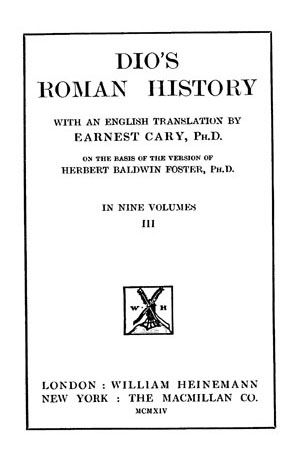 DIO'S
ROMAN HISTORY
WITH AN ENGLISH TRANSLATION BY
EARNEST CARY, PH.D.
ON THE BASIS OF THE VERSION OF
HERBERT BALDWIN FOSTER, PH.D.
IN NINE VOLUMES
III
W H
LONDON : WILLIAM HEINEMANN
NEW YORK : THE MACMILLAN CO.
MCMXIV